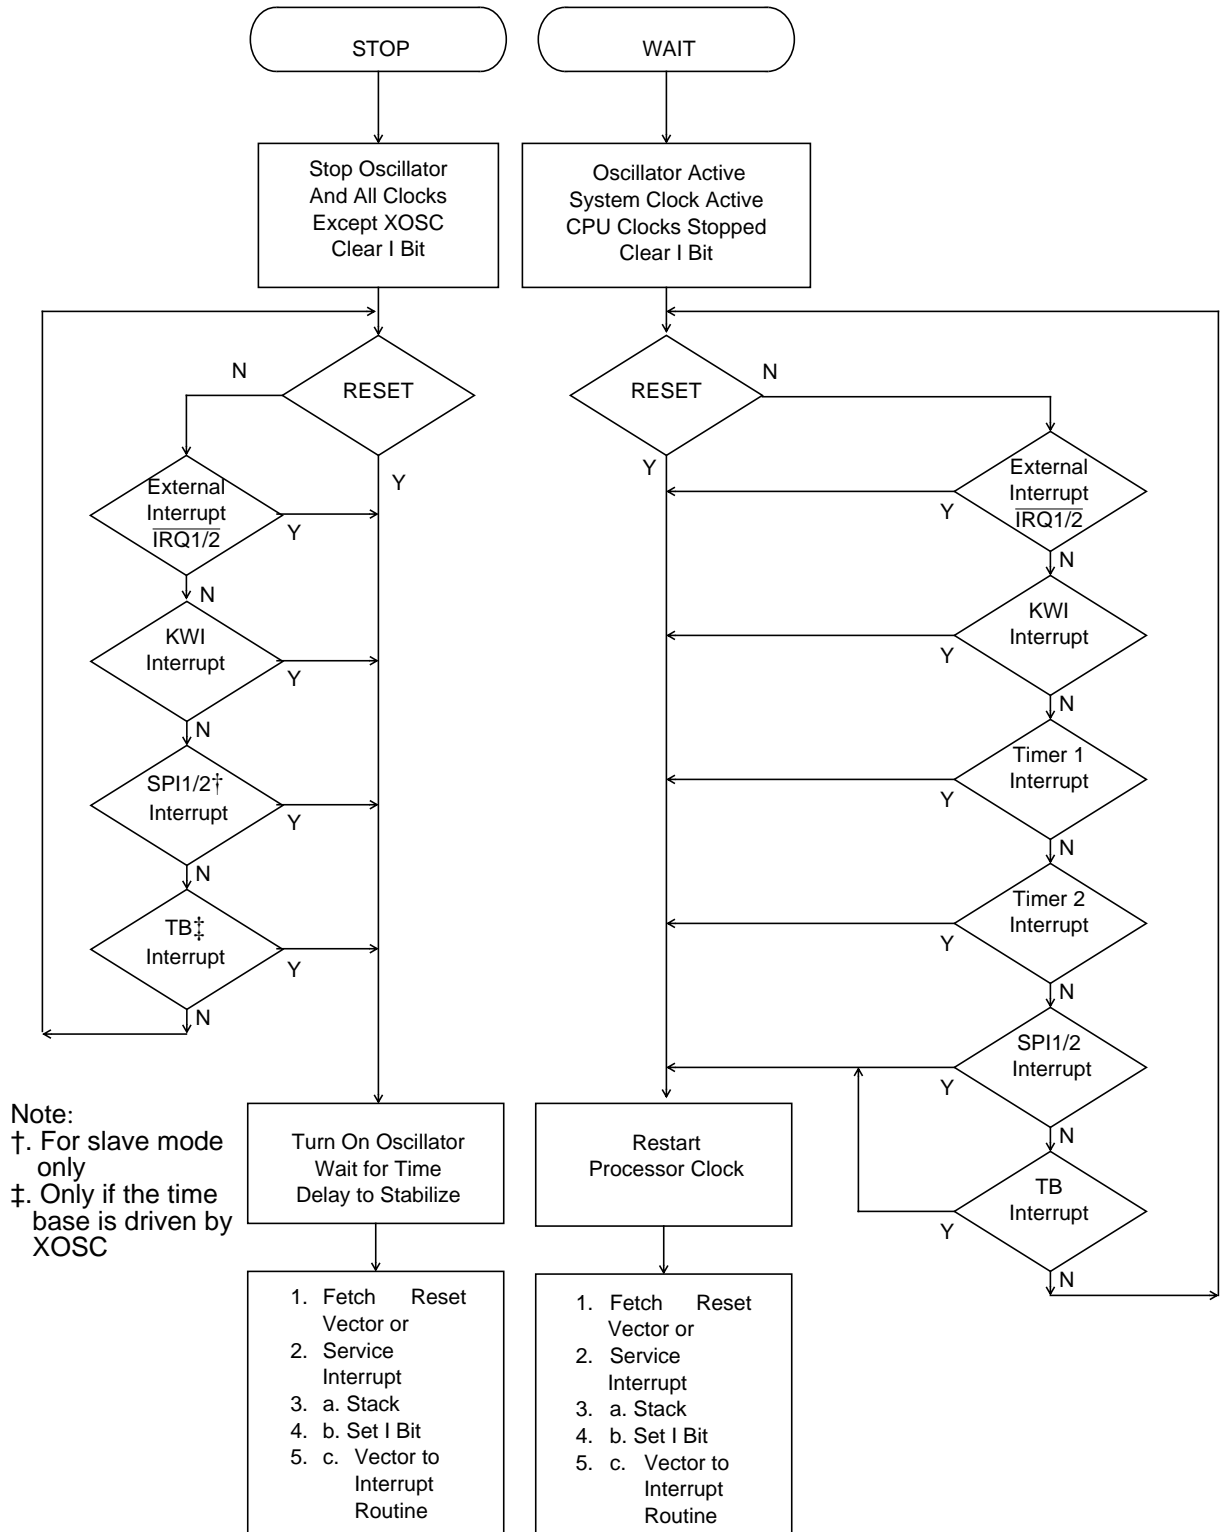 STOP
WAIT
Stop Oscillator
And All Clocks
Except XOSC
Clear I Bit
Oscillator Active
System Clock Active
CPU Clocks Stopped
Clear I Bit
N
RESET
Y
External
Interrupt
IRQ1/2
Y
N
KWI
Interrupt
Y
N
SPI1/2†
Interrupt
Y
N
TB‡
Interrupt
Y
N
RESET
N
Y
External
Interrupt
IRQ1/2
Y
N
KWI
Interrupt
Y
N
Timer 1
Interrupt
Y
N
Timer 2
Interrupt
Y
N
SPI1/2
Interrupt
Y
N
TB
Interrupt
Y
N
Note:
†. For slave mode
only
‡. Only if the time
base is driven by
XOSC
Turn On Oscillator
Wait for Time
Delay to Stabilize
Restart
Processor Clock
1. Fetch Reset
Vector or
2. Service
Interrupt
3. a. Stack
4. b. Set I Bit
5. c. Vector to
Interrupt
Routine
1. Fetch Reset
Vector or
2. Service
Interrupt
3. a. Stack
4. b. Set I Bit
5. c. Vector to
Interrupt
Routine